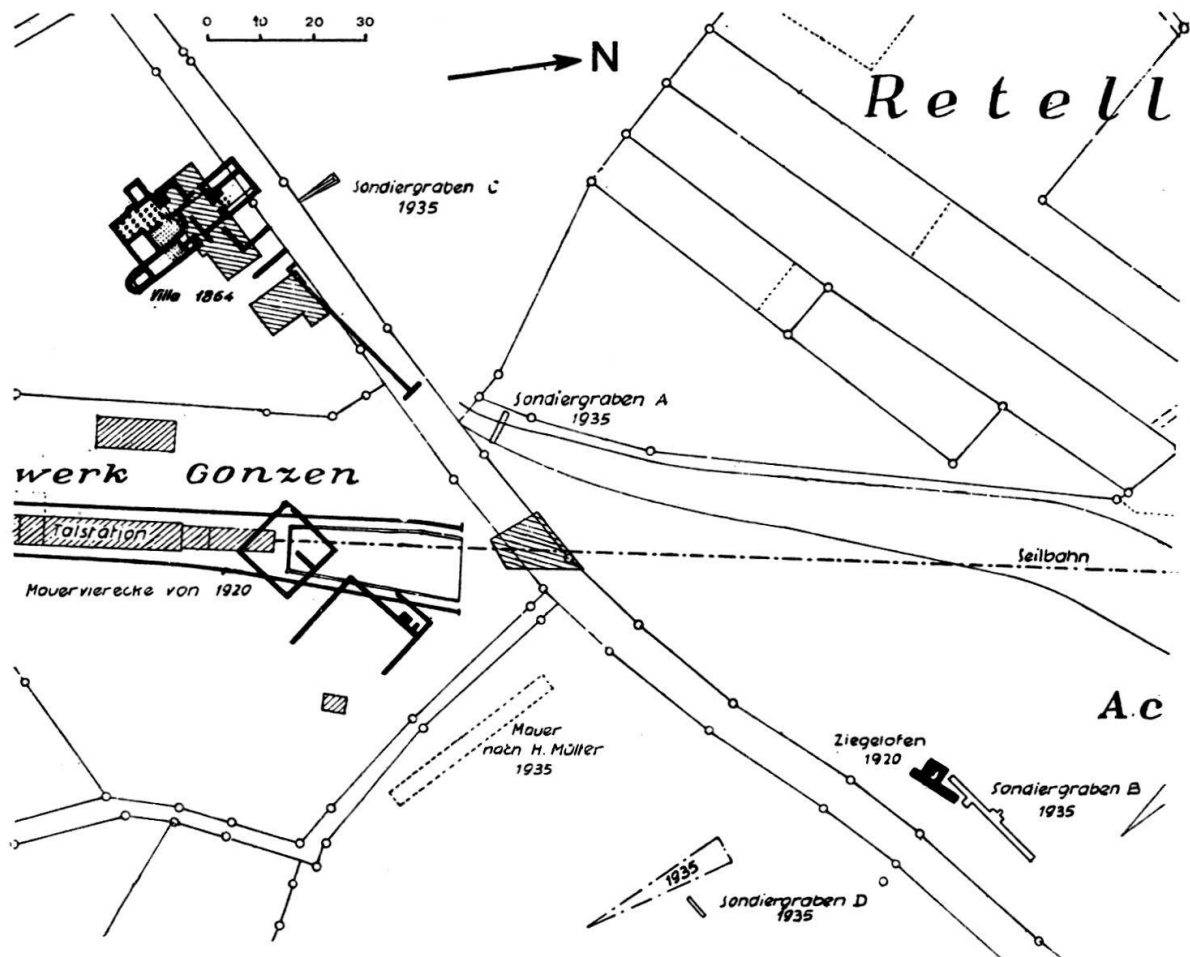 0 10 20 30
N
Retell
Sondiergraben C
1935
Villa 1864
Sondiergraben A
1935
werk Gonzen
Talstation
Seilbahn
Mauervierecke von 1920
A.c
Mauer
nach H. Müller
1935
Ziegelofen
1920
Sondiergraben B
1935
1935
Sondiergraben D
1935